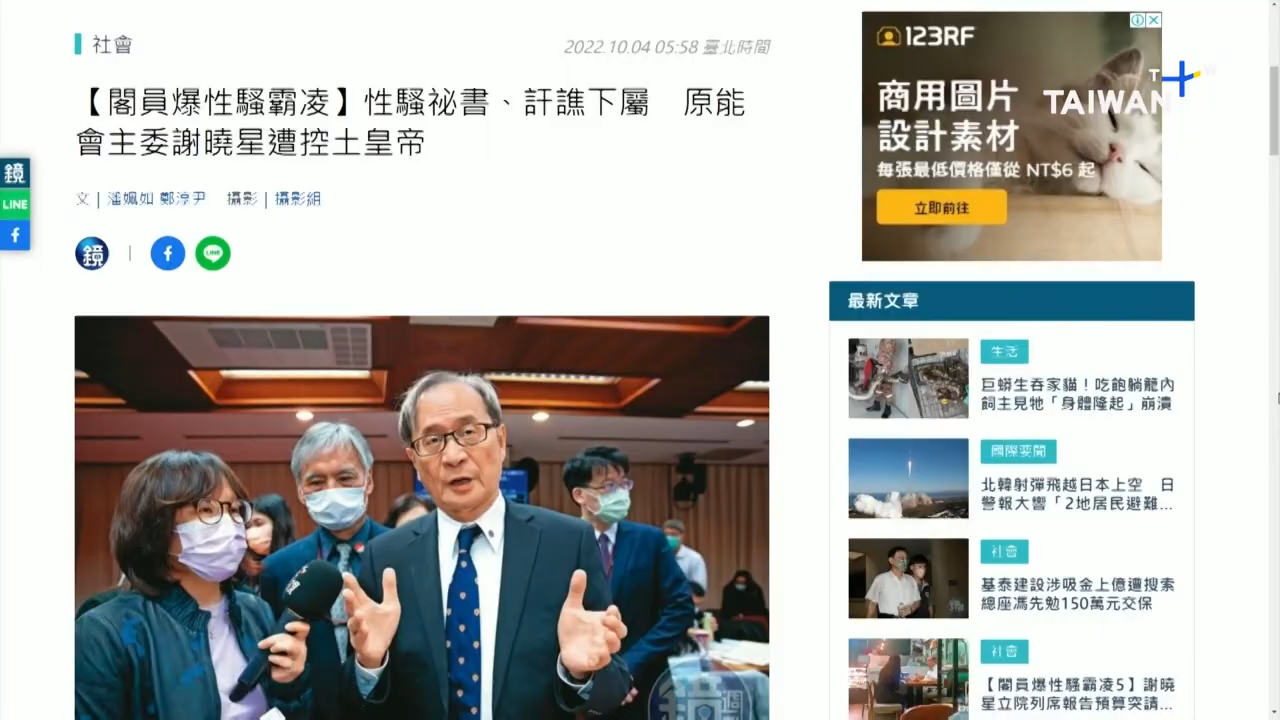 社會
2022.10.04 05:58 臺北時間
【閣員爆性騷霸凌】性騷祕書、訐譙下屬　原能
會主委謝曉星遭控土皇帝
文 | 潘姵如 鄭淳尹　攝影 | 攝影組
鏡
LINE
f
鏡
f
LINE
123RF
商用圖片
設計素材
每張最低價格僅從 NT$6 起
立即前往
TAIWAN
最新文章
生活
巨蟒生吞家貓！吃飽躺籠內
飼主見牠「身體隆起」崩潰
國際要聞
北韓射彈飛越日本上空　日
警報大響「2地居民避難...
社會
基泰建設涉吸金上億遭搜索
總座馮先勉150萬元交保
社會
【閣員爆性騷霸凌5】謝曉
星立院列席報告預算突請...
鏡週